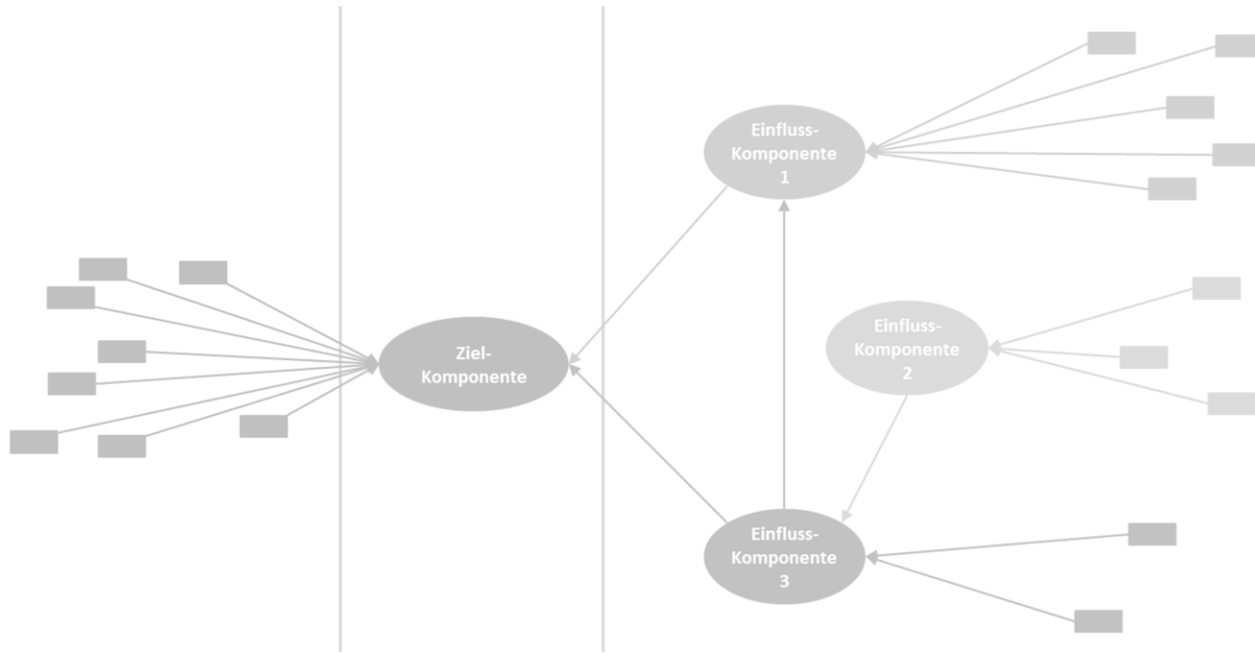 Einfluss-
Komponente
1
Ziel-
Komponente
Einfluss-
Komponente
2
Einfluss-
Komponente
3